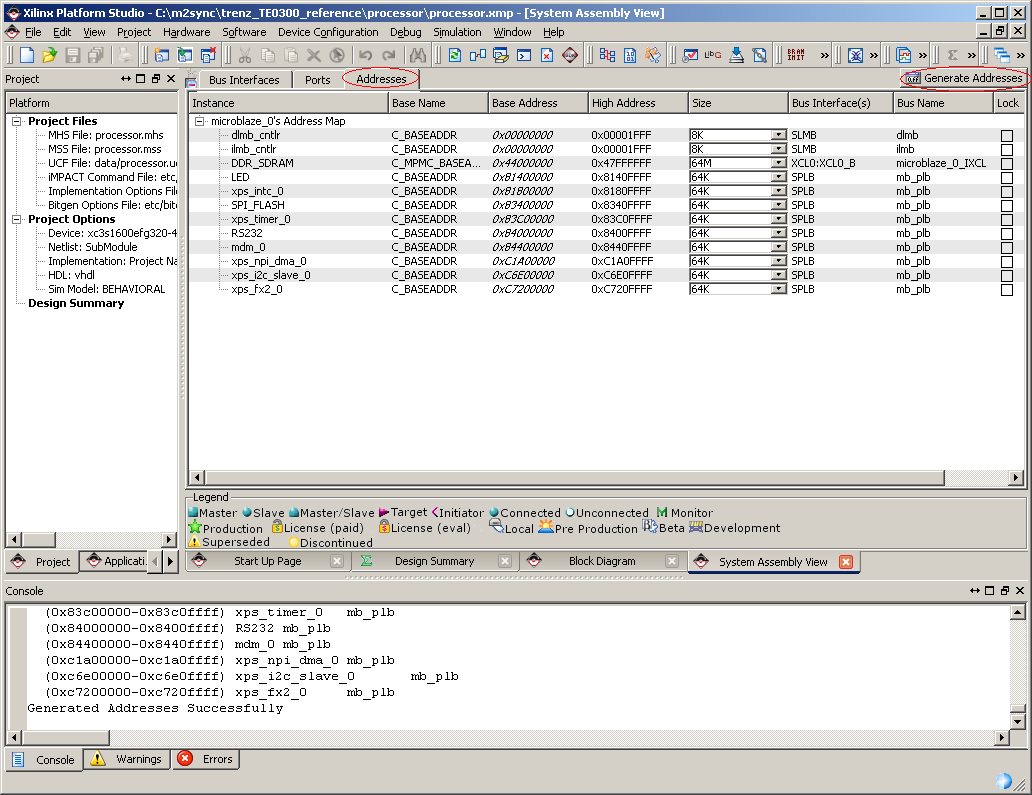 Xilinx Platform Studio - C:\m2sync\trenz_TE0300_reference\processor\processor.xmp - [System Assembly View]
File Edit View Project Hardware Software Device Configuration Debug Simulation Window Help
Project
Bus Interfaces Ports Addresses Generate Addresses
Platform
Project Files
MHS File: processor.mhs
MSS File: processor.mss
UCF File: data/processor.uc
iMPACT Command File: etc,
Implementation Options File
Bitgen Options File: etc/bit
Project Options
Device: xc3s1600efg320-4
Netlist: SubModule
Implementation: Project Na
HDL: vhdl
Sim Model: BEHAVIORAL
Design Summary
Instance Base Name Base Address High Address Size Bus Interface(s) Bus Name Lock
microblaze_0's Address Map
dlmb_cntlr C_BASEADDR 0x00000000 0x00001FFF 8K SLMB dlmb
ilmb_cntlr C_BASEADDR 0x00000000 0x00001FFF 8K SLMB ilmb
DDR_SDRAM C_MPMC_BASEA... 0x44000000 0x47FFFFFF 64M XCL0:XCL0_B microblaze_0_IXCL
LED C_BASEADDR 0x81400000 0x8140FFFF 64K SPLB mb_plb
xps_intc_0 C_BASEADDR 0x81800000 0x8180FFFF 64K SPLB mb_plb
SPI_FLASH C_BASEADDR 0x83400000 0x8340FFFF 64K SPLB mb_plb
xps_timer_0 C_BASEADDR 0x83C00000 0x83C0FFFF 64K SPLB mb_plb
RS232 C_BASEADDR 0x84000000 0x8400FFFF 64K SPLB mb_plb
mdm_0 C_BASEADDR 0x84400000 0x8440FFFF 64K SPLB mb_plb
xps_npi_dma_0 C_BASEADDR 0xC1A00000 0xC1A0FFFF 64K SPLB mb_plb
xps_i2c_slave_0 C_BASEADDR 0xC6E00000 0xC6E0FFFF 64K SPLB mb_plb
xps_fx2_0 C_BASEADDR 0xC7200000 0xC720FFFF 64K SPLB mb_plb
Legend
Master Slave Master/Slave Target Initiator Connected Unconnected Monitor
Production License (paid) License (eval) Local Pre Production Beta Development
Superseded Discontinued
Project Applicati. Start Up Page Design Summary Block Diagram System Assembly View
Console
(0x83c00000-0x83c0ffff) xps_timer_0 mb_plb
(0x84000000-0x8400ffff) RS232 mb_plb
(0x84400000-0x8440ffff) mdm_0 mb_plb
(0xc1a00000-0xc1a0ffff) xps_npi_dma_0 mb_plb
(0xc6e00000-0xc6e0ffff) xps_i2c_slave_0 mb_plb
(0xc7200000-0xc720ffff) xps_fx2_0 mb_plb
Generated Addresses Successfully
Console Warnings Errors